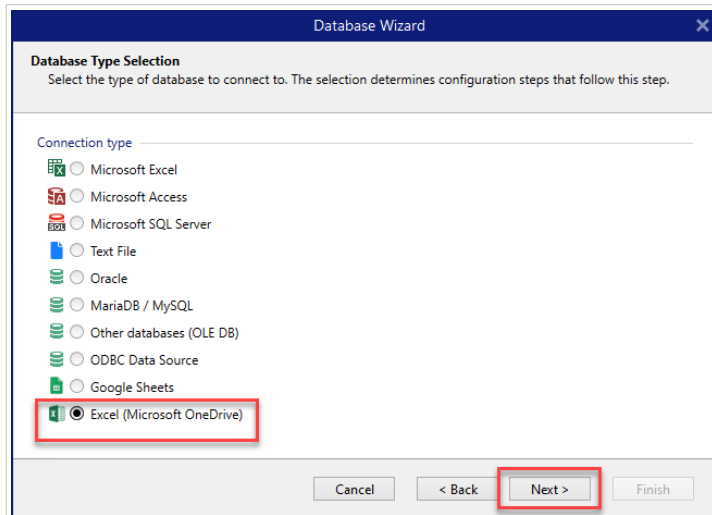 Database Wizard
Database Type Selection
Select the type of database to connect to. The selection determines configuration steps that follow this step.
Connection type
Microsoft Excel
Microsoft Access
SQL Microsoft SQL Server
Text File
Oracle
MariaDB / MySQL
Other databases (OLE DB)
ODBC Data Source
Google Sheets
Excel (Microsoft OneDrive)
Cancel < Back Next > Finish